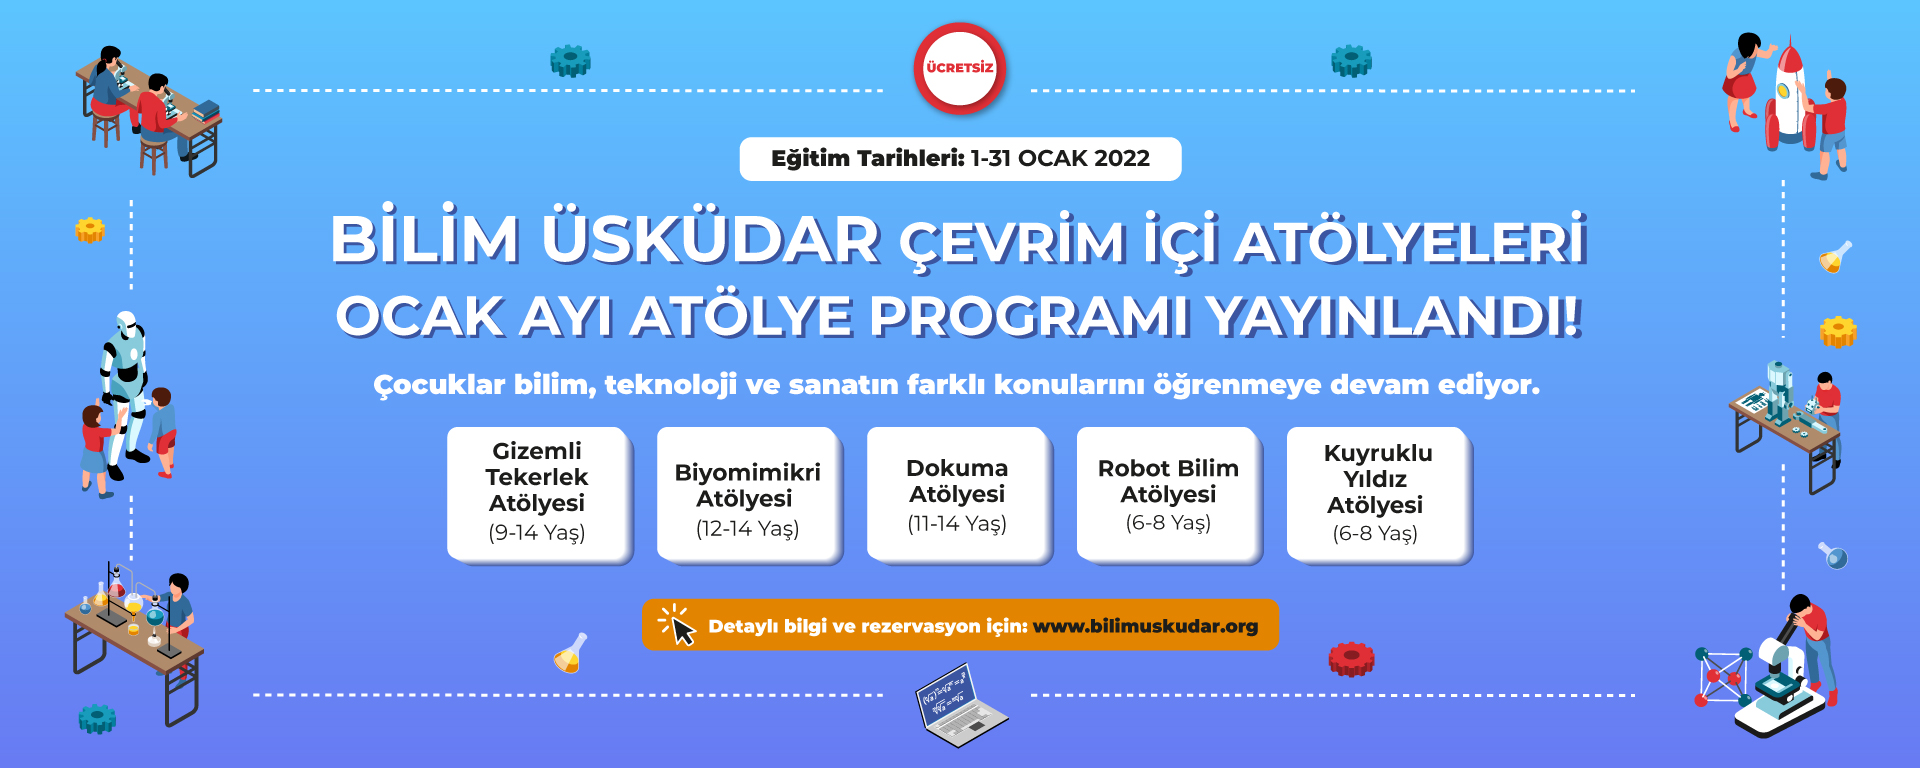 ÜCRETSİZ
Eğitim Tarihleri: 1-31 OCAK 2022
BİLİM ÜSKÜDAR ÇEVRİM İÇİ ATÖLYELERİ
OCAK AYI ATÖLYE PROGRAMI YAYINLANDI!
Çocuklar bilim, teknoloji ve sanatın farklı konularını öğrenmeye devam ediyor.
Gizemli
Tekerlek
Atölyesi
(9-14 Yaş)
Biyomimikri
Atölyesi
(12-14 Yaş)
Dokuma
Atölyesi
(11-14 Yaş)
Robot Bilim
Atölyesi
(6-8 Yaş)
Kuyruklu
Yıldız
Atölyesi
(6-8 Yaş)
Detaylı bilgi ve rezervasyon için: www.bilimuskudar.org